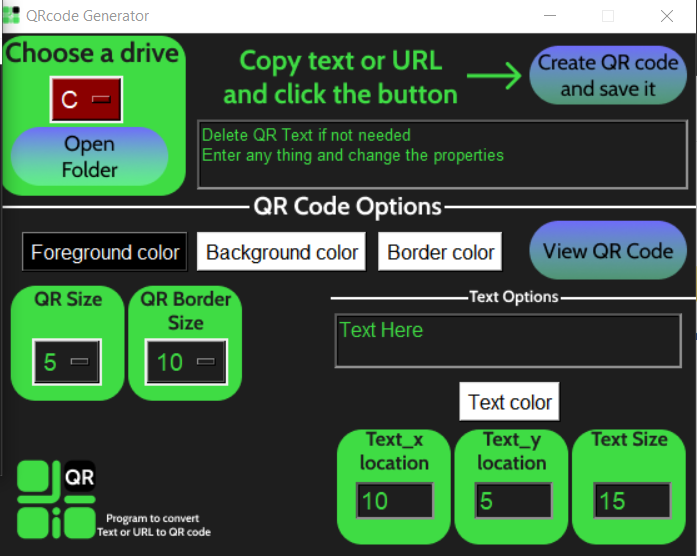 QRcode Generator
Choose a drive
C
Open
Folder
Copy text or URL
and click the button
Create QR code
and save it
Delete QR Text if not needed
Enter any thing and change the properties
QR Code Options
Foreground color
Background color
Border color
View QR Code
QR Size
5
QR Border
Size
10
Text Options
Text Here
Text color
Text_x
location
10
Text_y
location
5
Text Size
15
QR
Program to convert
Text or URL to QR code